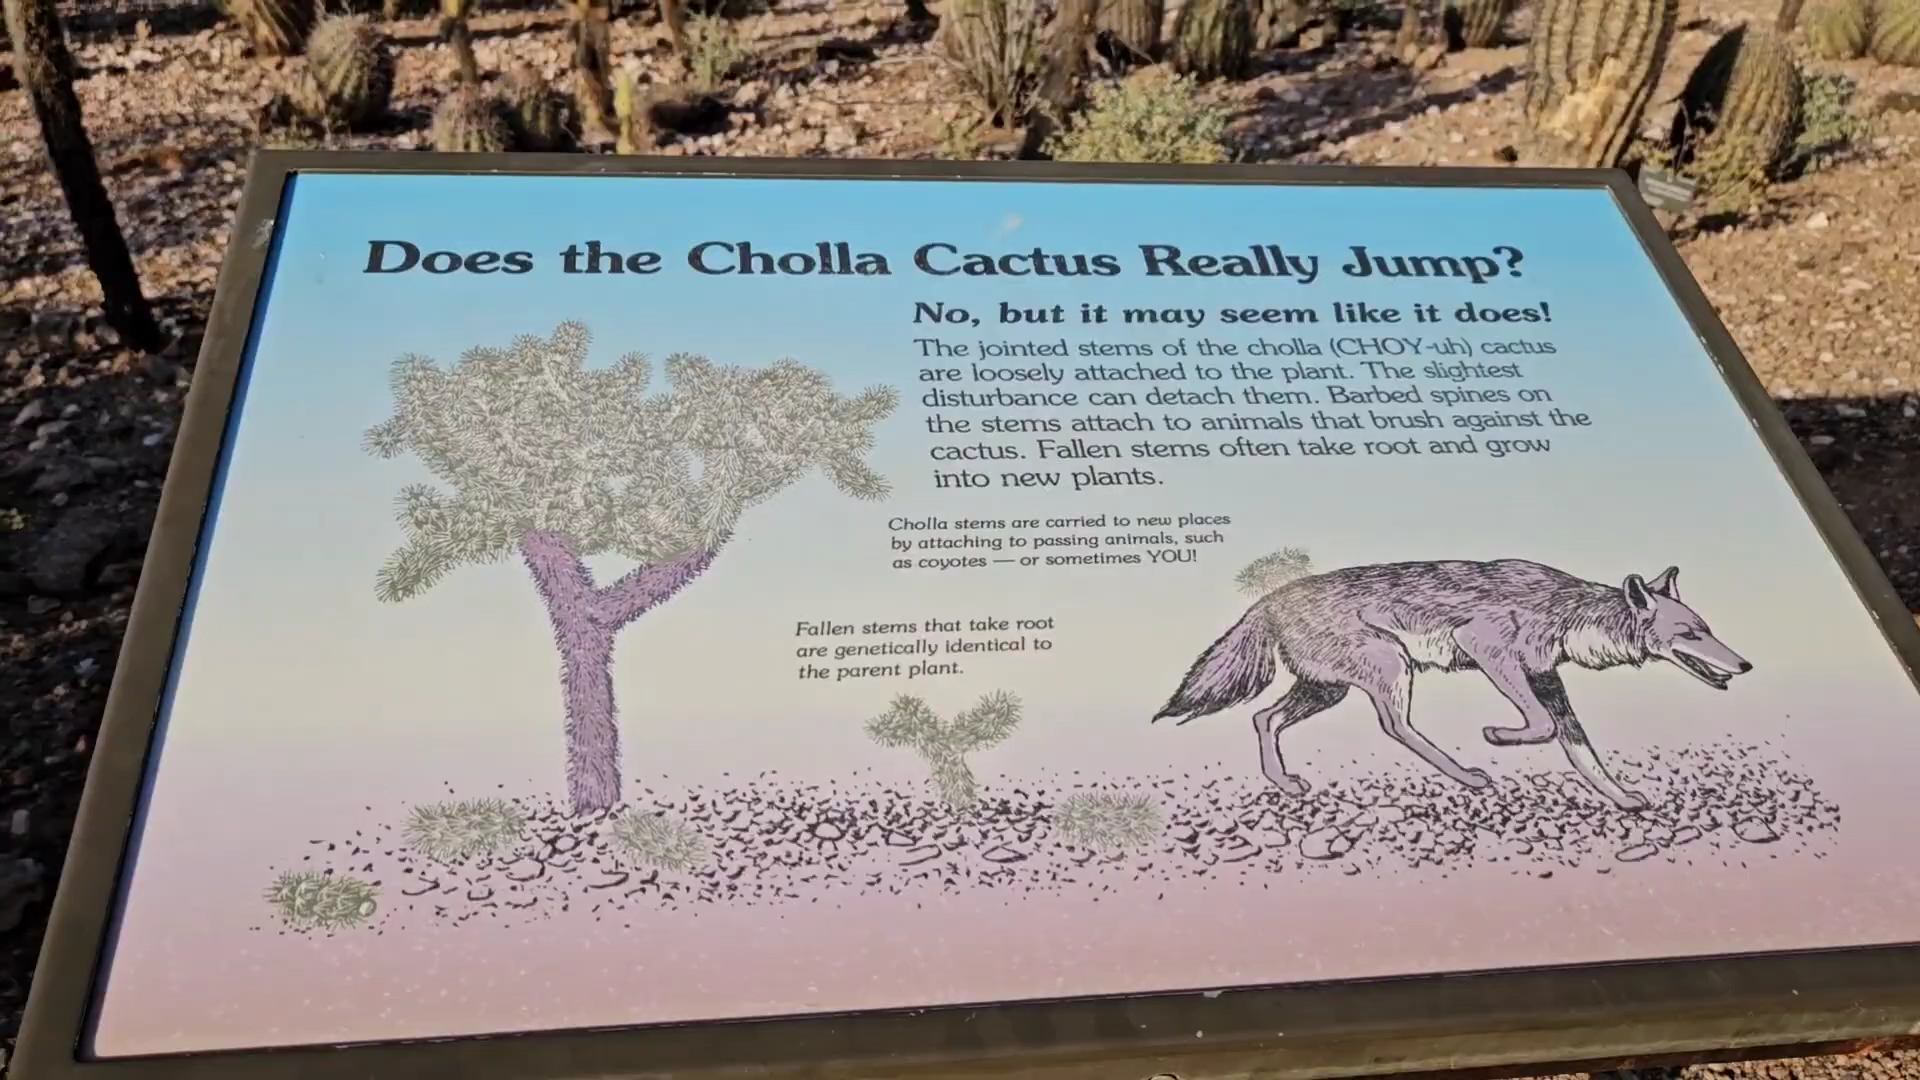 Does the Cholla Cactus Really Jump?
No, but it may seem like it does!
The jointed stems of the cholla (CHOY-uh) cactus
are loosely attached to the plant. The slightest
disturbance can detach them. Barbed spines on
the stems attach to animals that brush against the
cactus. Fallen stems often take root and grow
into new plants.
Cholla stems are carried to new places
by attaching to passing animals, such
as coyotes — or sometimes YOU!
Fallen stems that take root
are genetically identical to
the parent plant.